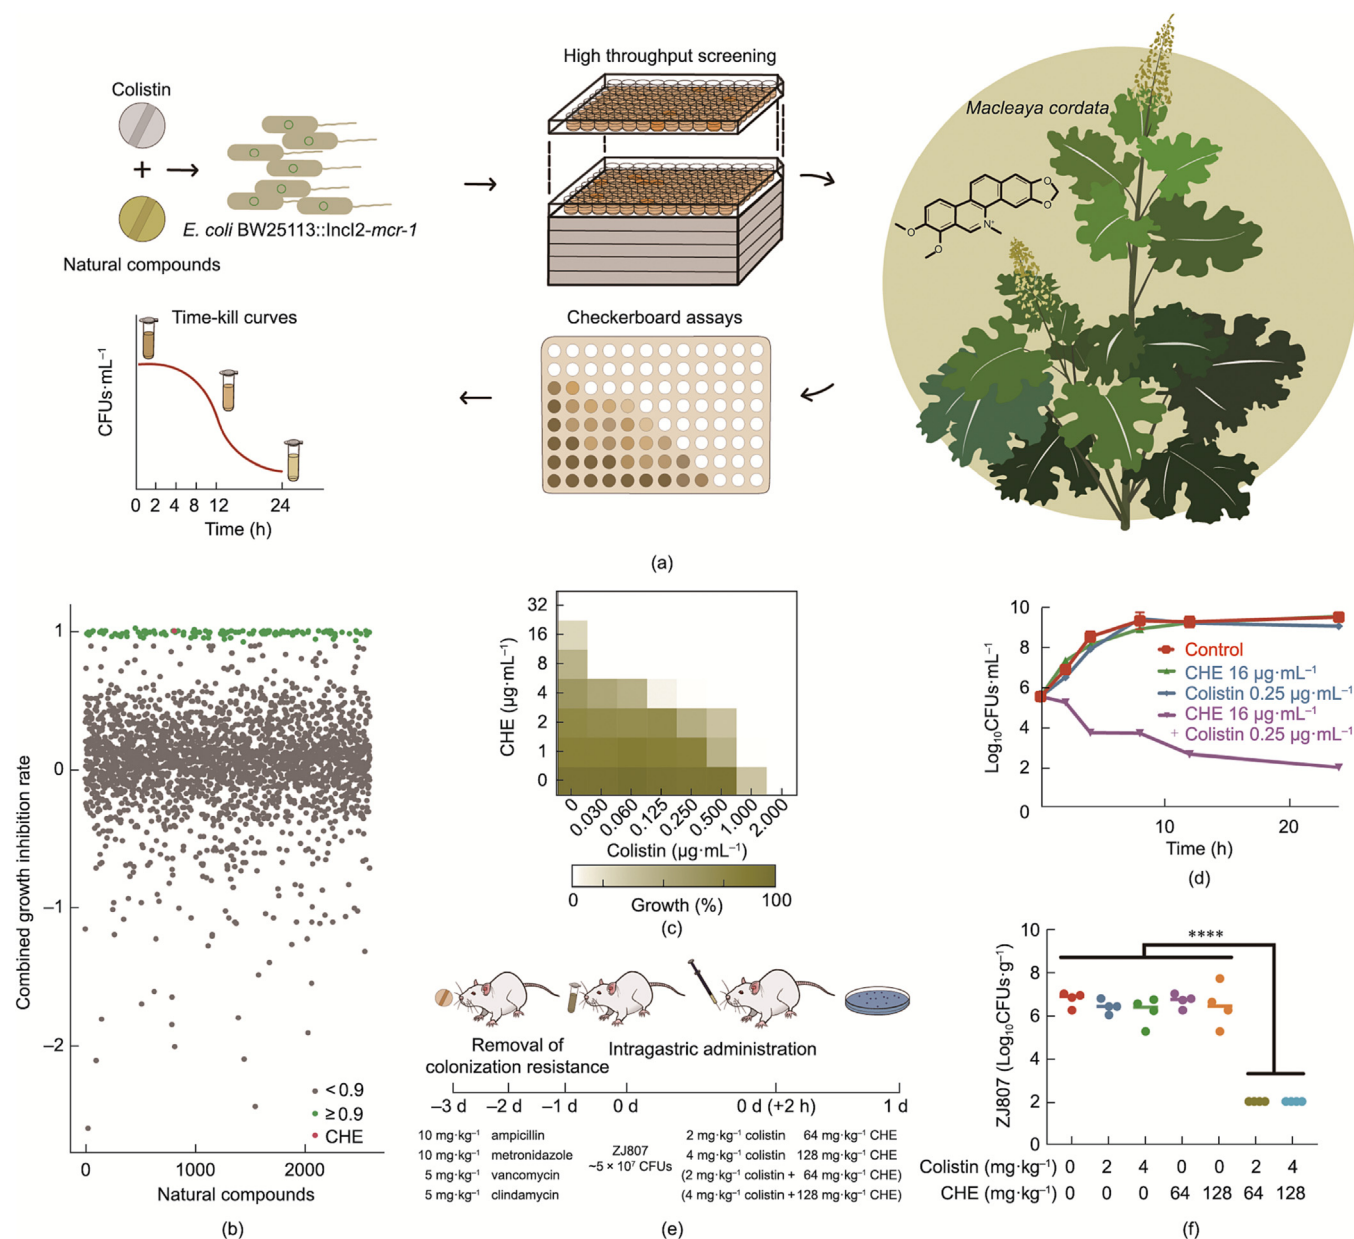 Colistin
+
Natural compounds
E. coli BW25113::IncI2-mcr-1
High throughput screening
Macleaya cordata
O
O
N⁺
O
O
Time-kill curves
CFUs·mL⁻¹
0 2 4 8 12 24
Time (h)
Checkerboard assays
(a)
Combined growth inhibition rate
1
0
−1
−2
< 0.9
≥ 0.9
CHE
0 1000 2000
Natural compounds
(b)
CHE (μg·mL⁻¹)
32
16
8
4
2
1
0
0 0.030 0.060 0.125 0.250 0.500 1.000 2.000
Colistin (μg·mL⁻¹)
0 100
Growth (%)
(c)
Log₁₀CFUs·mL⁻¹
10
8
6
4
2
0
Control
CHE 16 μg·mL⁻¹
Colistin 0.25 μg·mL⁻¹
CHE 16 μg·mL⁻¹
+ Colistin 0.25 μg·mL⁻¹
10 20
Time (h)
(d)
Removal of
colonization resistance
Intragastric administration
−3 d −2 d −1 d 0 d 0 d (+2 h) 1 d
10 mg·kg⁻¹ ampicillin
10 mg·kg⁻¹ metronidazole
5 mg·kg⁻¹ vancomycin
5 mg·kg⁻¹ clindamycin
ZJ807
~5 × 10⁷ CFUs
2 mg·kg⁻¹ colistin 64 mg·kg⁻¹ CHE
4 mg·kg⁻¹ colistin 128 mg·kg⁻¹ CHE
(2 mg·kg⁻¹ colistin + 64 mg·kg⁻¹ CHE)
(4 mg·kg⁻¹ colistin + 128 mg·kg⁻¹ CHE)
(e)
ZJ807 (Log₁₀CFUs·g⁻¹)
10
8
6
4
2
0
****
Colistin (mg·kg⁻¹) 0 2 4 0 0 2 4
CHE (mg·kg⁻¹) 0 0 0 64 128 64 128
(f)